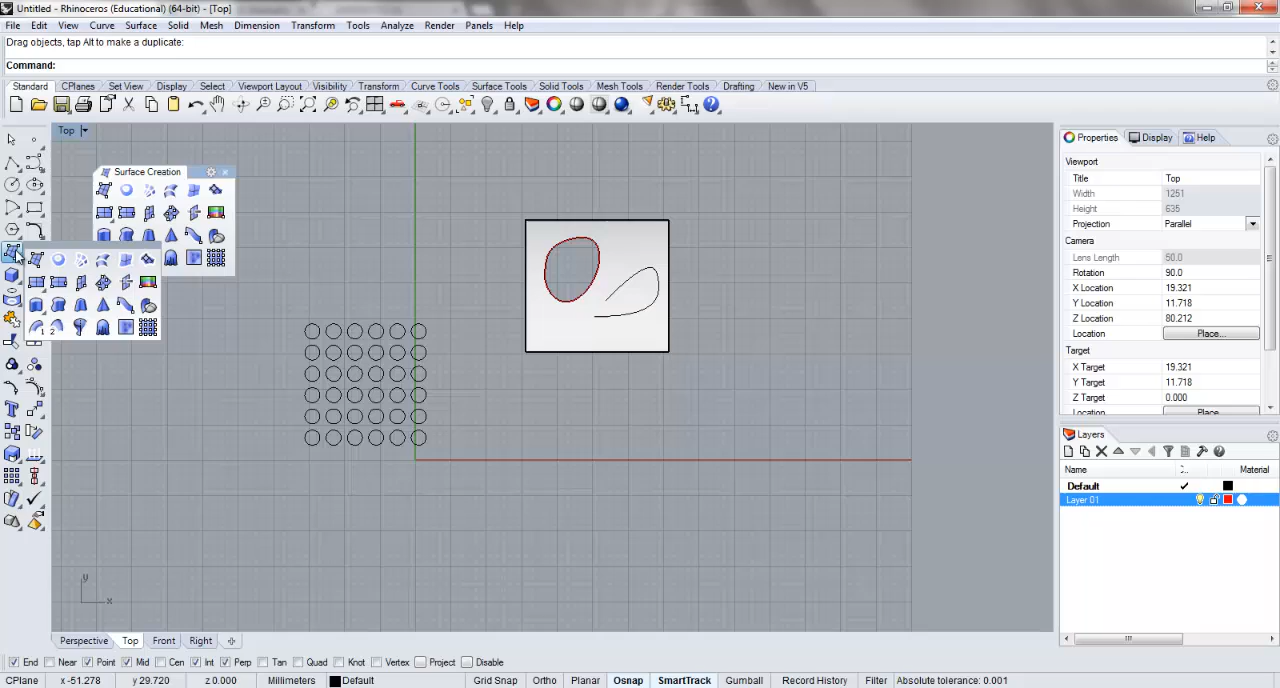 Untitled - Rhinoceros (Educational) (64-bit) - [Top]
File Edit View Curve Surface Solid Mesh Dimension Transform Tools Analyze Render Panels Help
Drag objects, tap Alt to make a duplicate:
Command:
Standard CPlanes Set View Display Select Viewport Layout Visibility Transform Curve Tools Surface Tools Solid Tools Mesh Tools Render Tools Drafting New in V5
Top
Surface Creation
1 2
y
x
Properties Display Help
Viewport
Title Top
Width 1251
Height 635
Projection Parallel
Camera
Lens Length 50.0
Rotation 90.0
X Location 19.321
Y Location 11.718
Z Location 80.212
Location Place...
Target
X Target 19.321
Y Target 11.718
Z Target 0.000
Location Place...
Layers
Name Material
Default
Layer 01
Perspective Top Front Right
End Near Point Mid Cen Int Perp Tan Quad Knot Vertex Project Disable
CPlane x -51.278 y 29.720 z 0.000 Millimeters Default Grid Snap Ortho Planar Osnap SmartTrack Gumball Record History Filter Absolute tolerance: 0.001